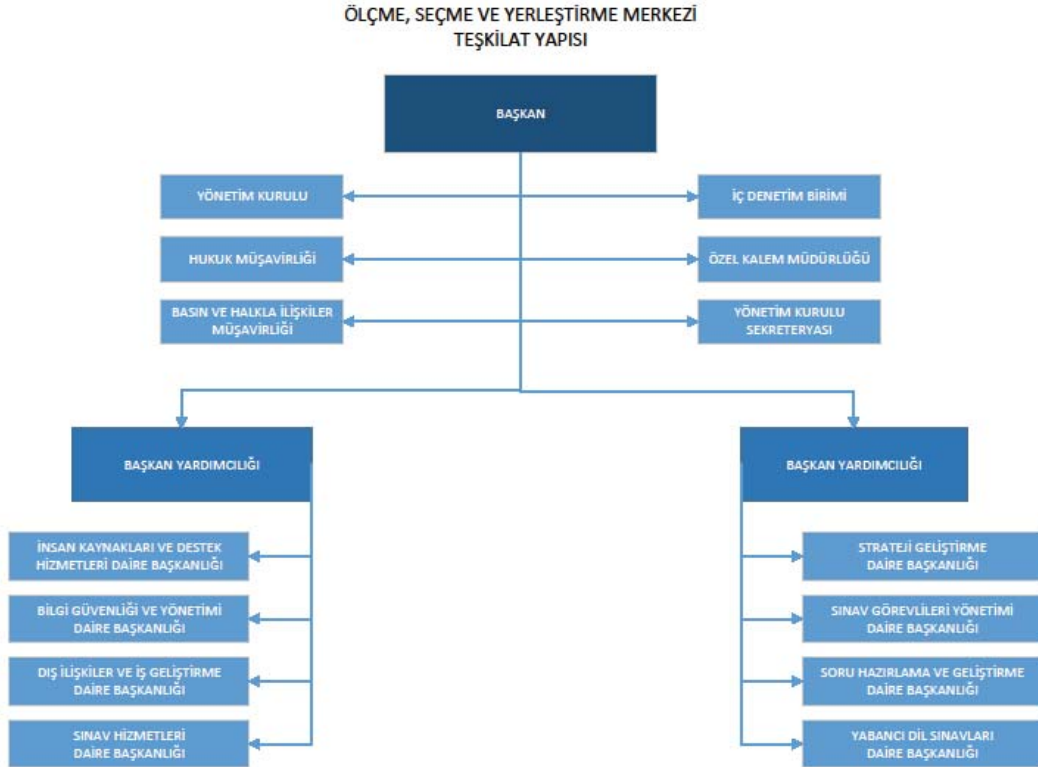 ÖLÇME, SEÇME VE YERLEŞTİRME MERKEZİ
TEŞKİLAT YAPISI
BAŞKAN
YÖNETİM KURULU
İÇ DENETİM BİRİMİ
HUKUK MÜŞAVİRLİĞİ
ÖZEL KALEM MÜDÜRLÜĞÜ
BASIN VE HALKLA İLİŞKİLER
MÜŞAVİRLİĞİ
YÖNETİM KURULU
SEKRETERYASI
BAŞKAN YARDIMCILIĞI
BAŞKAN YARDIMCILIĞI
İNSAN KAYNAKLARI VE DESTEK
HİZMETLERİ DAİRE BAŞKANLIĞI
STRATEJİ GELİŞTİRME
DAİRE BAŞKANLIĞI
BİLGİ GÜVENLİĞİ VE YÖNETİMİ
DAİRE BAŞKANLIĞI
SINAV GÖREVLİLERİ YÖNETİMİ
DAİRE BAŞKANLIĞI
DIŞ İLİŞKİLER VE İŞ GELİŞTİRME
DAİRE BAŞKANLIĞI
SORU HAZIRLAMA VE GELİŞTİRME
DAİRE BAŞKANLIĞI
SINAV HİZMETLERİ
DAİRE BAŞKANLIĞI
YABANCI DİL SINAVLARI
DAİRE BAŞKANLIĞI